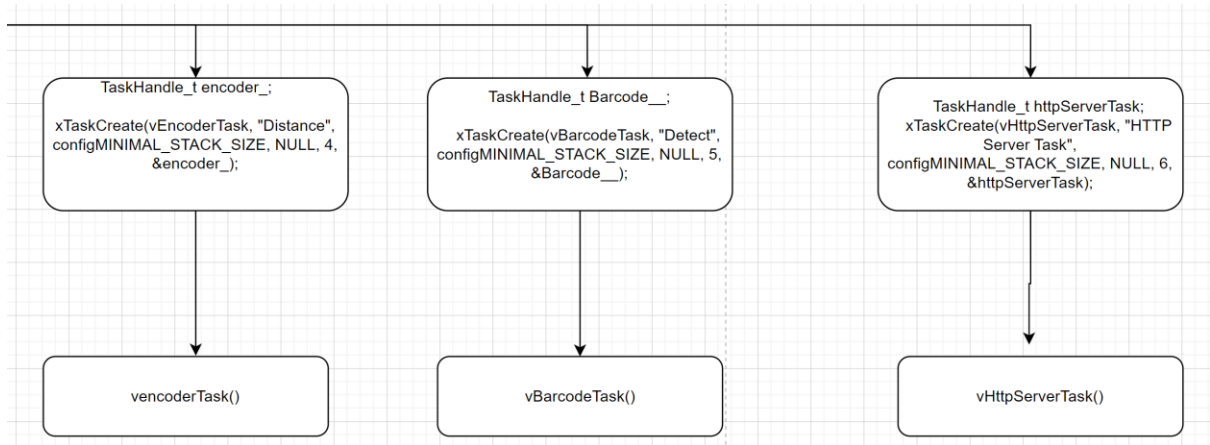 TaskHandle_t encoder_;
xTaskCreate(vEncoderTask, "Distance",
configMINIMAL_STACK_SIZE, NULL, 4,
&encoder_);
TaskHandle_t Barcode__;
xTaskCreate(vBarcodeTask, "Detect",
configMINIMAL_STACK_SIZE, NULL, 5,
&Barcode__);
TaskHandle_t httpServerTask;
xTaskCreate(vHttpServerTask, "HTTP
Server Task",
configMINIMAL_STACK_SIZE, NULL, 6,
&httpServerTask);
vencoderTask()
vBarcodeTask()
vHttpServerTask()